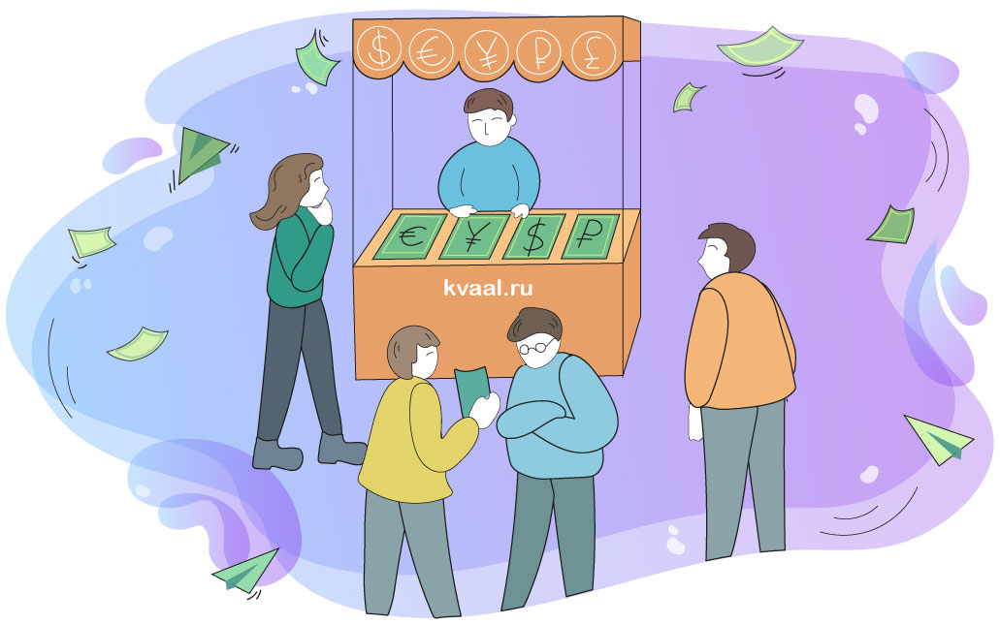 $ € ¥ ₽ £
€ ¥ $ ₽
kvaal.ru